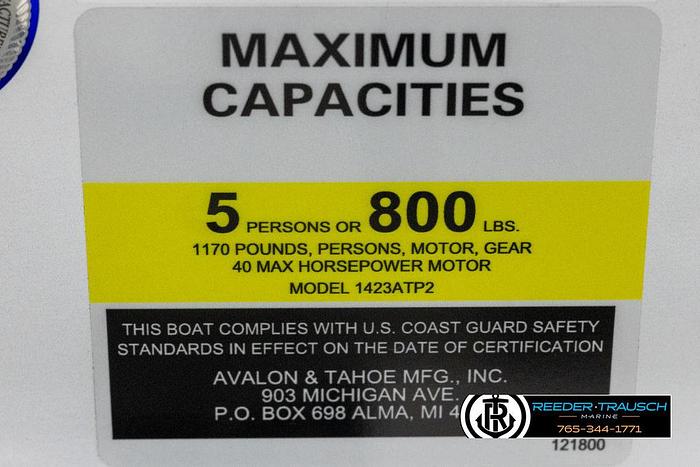 MAXIMUM
CAPACITIES
5 PERSONS OR 800 LBS.
1170 POUNDS, PERSONS, MOTOR, GEAR
40 MAX HORSEPOWER MOTOR
MODEL 1423ATP2
THIS BOAT COMPLIES WITH U.S. COAST GUARD SAFETY
STANDARDS IN EFFECT ON THE DATE OF CERTIFICATION
AVALON & TAHOE MFG., INC.
903 MICHIGAN AVE.
P.O. BOX 698 ALMA, MI 4
REEDER-TRAUSCH
MARINE
765-344-1771
121800